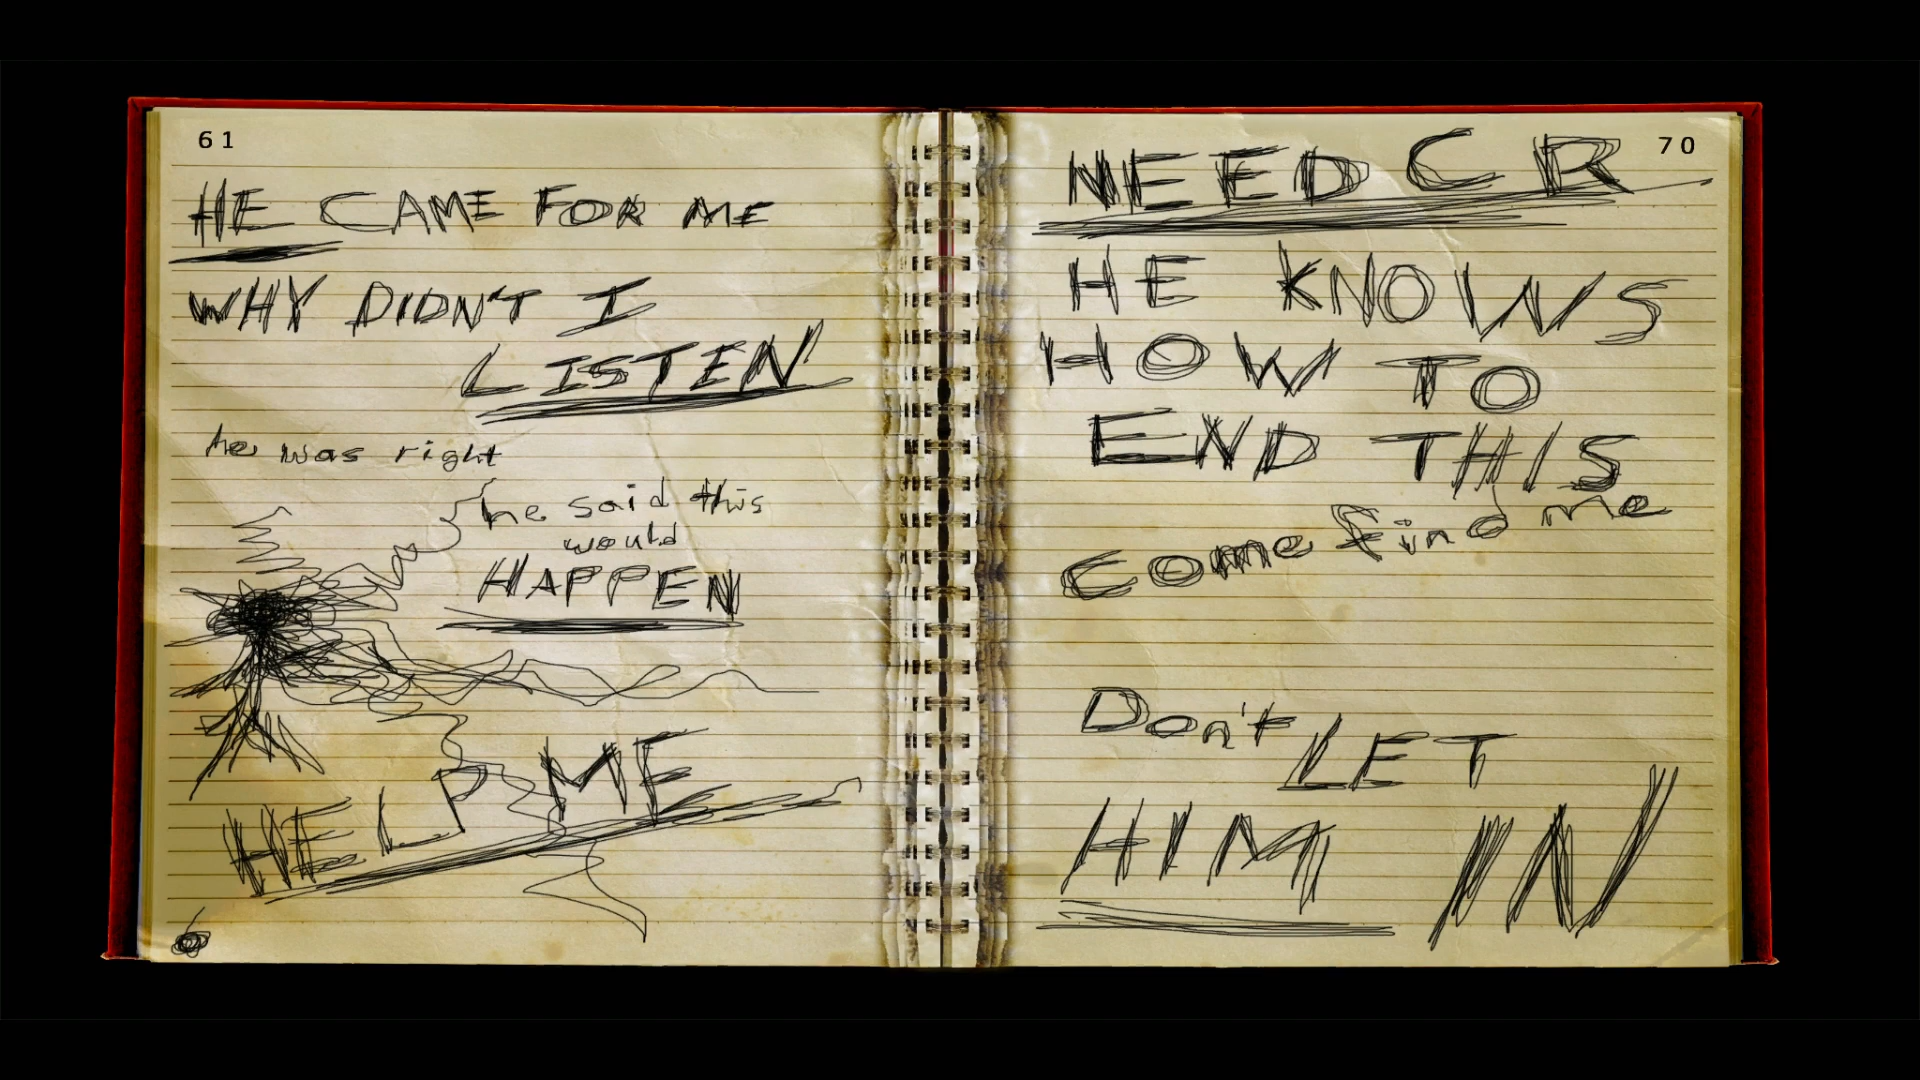 61
HE CAME FOR ME
WHY DIDN'T I
LISTEN
he was right
he said this
would
HAPPEN
HELP ME
70
NEED CR
HE KNOWS
HOW TO
END THIS
come find me
Don't LET
HIM IN